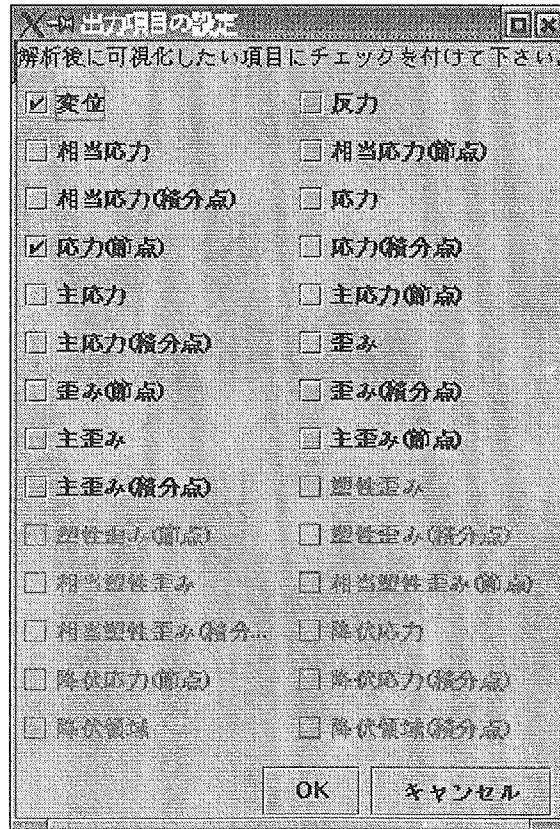 出力項目の設定
解析後に可視化したい項目にチェックを付けて下さい.
変位 反力
相当応力 相当応力(節点)
相当応力(積分点) 応力
応力(節点) 応力(積分点)
主応力 主応力(節点)
主応力(積分点) 歪み
歪み(節点) 歪み(積分点)
主歪み 主歪み(節点)
主歪み(積分点) 塑性歪み
塑性歪み(節点) 塑性歪み(積分点)
相当塑性歪み 相当塑性歪み(節点)
相当塑性歪み(積分... 降伏応力
降伏応力(節点) 降伏応力(積分点)
降伏領域 降伏領域(積分点)
OK キャンセル